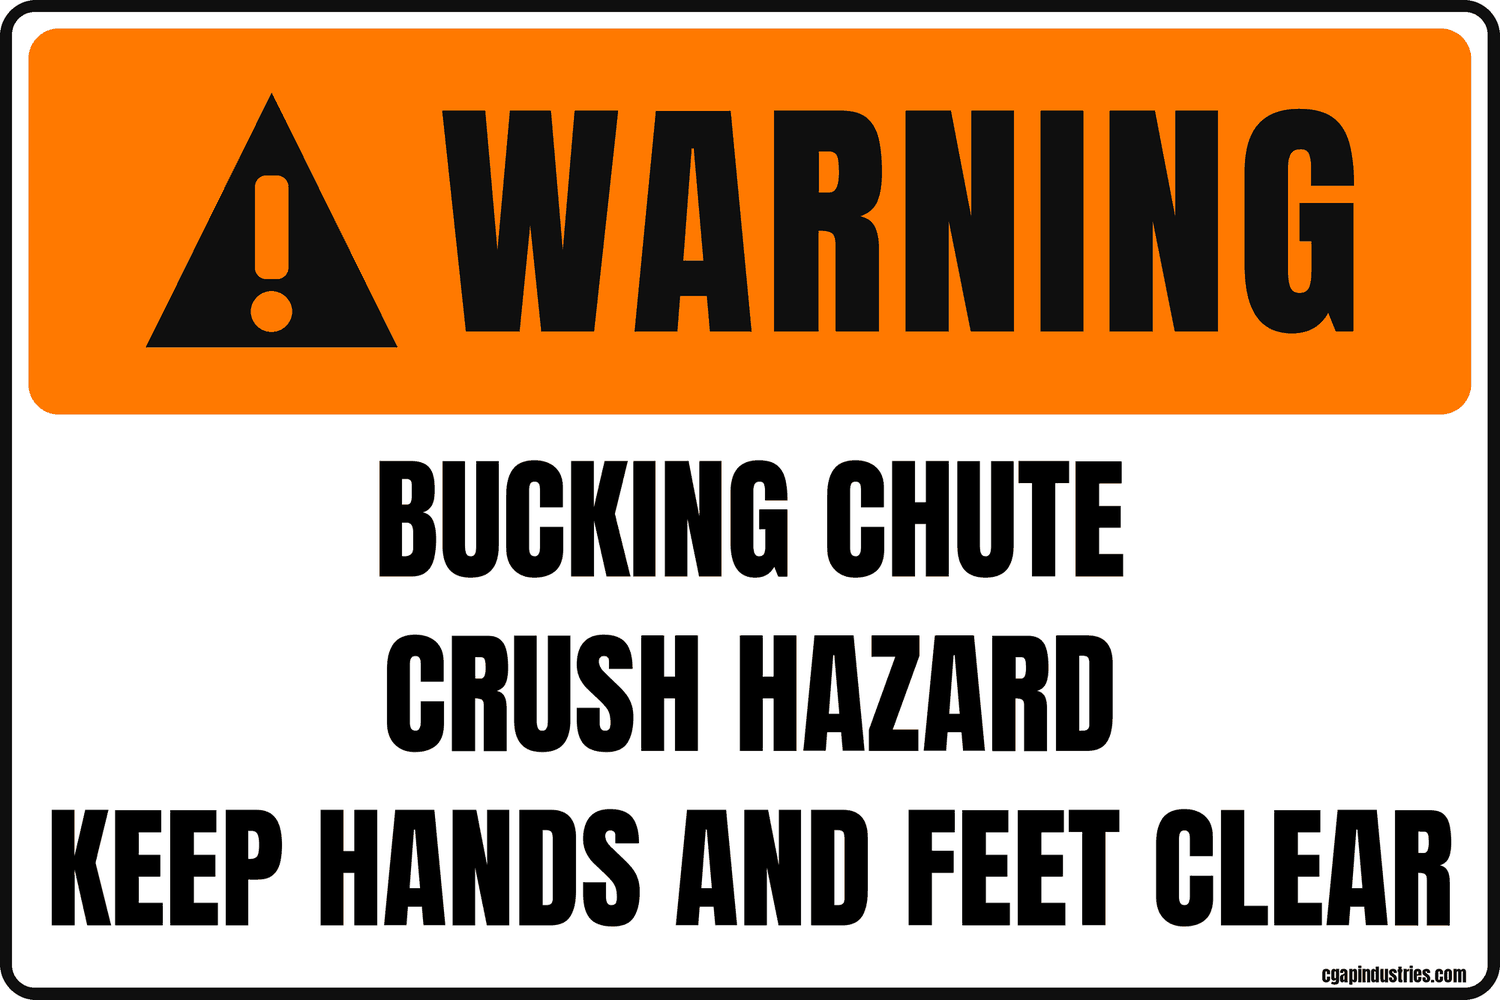 WARNING
BUCKING CHUTE
CRUSH HAZARD
KEEP HANDS AND FEET CLEAR
cgapindustries.com